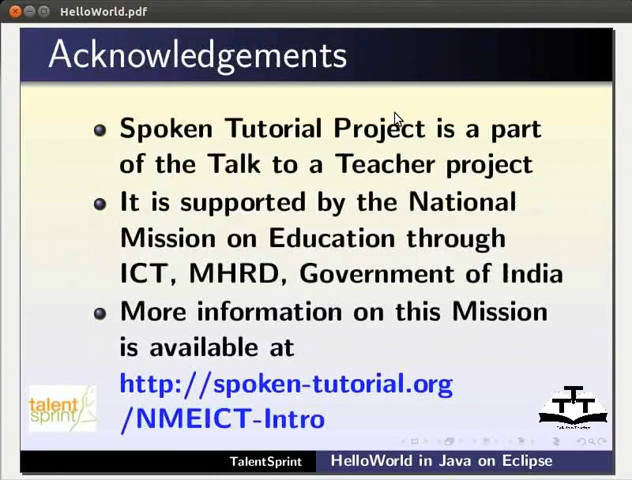 HelloWorld.pdf
Acknowledgements
Spoken Tutorial Project is a part
of the Talk to a Teacher project
It is supported by the National
Mission on Education through
ICT, MHRD, Government of India
More information on this Mission
is available at
http://spoken-tutorial.org
/NMEICT-Intro
talent
sprint
TTT
TalentSprint
HelloWorld in Java on Eclipse